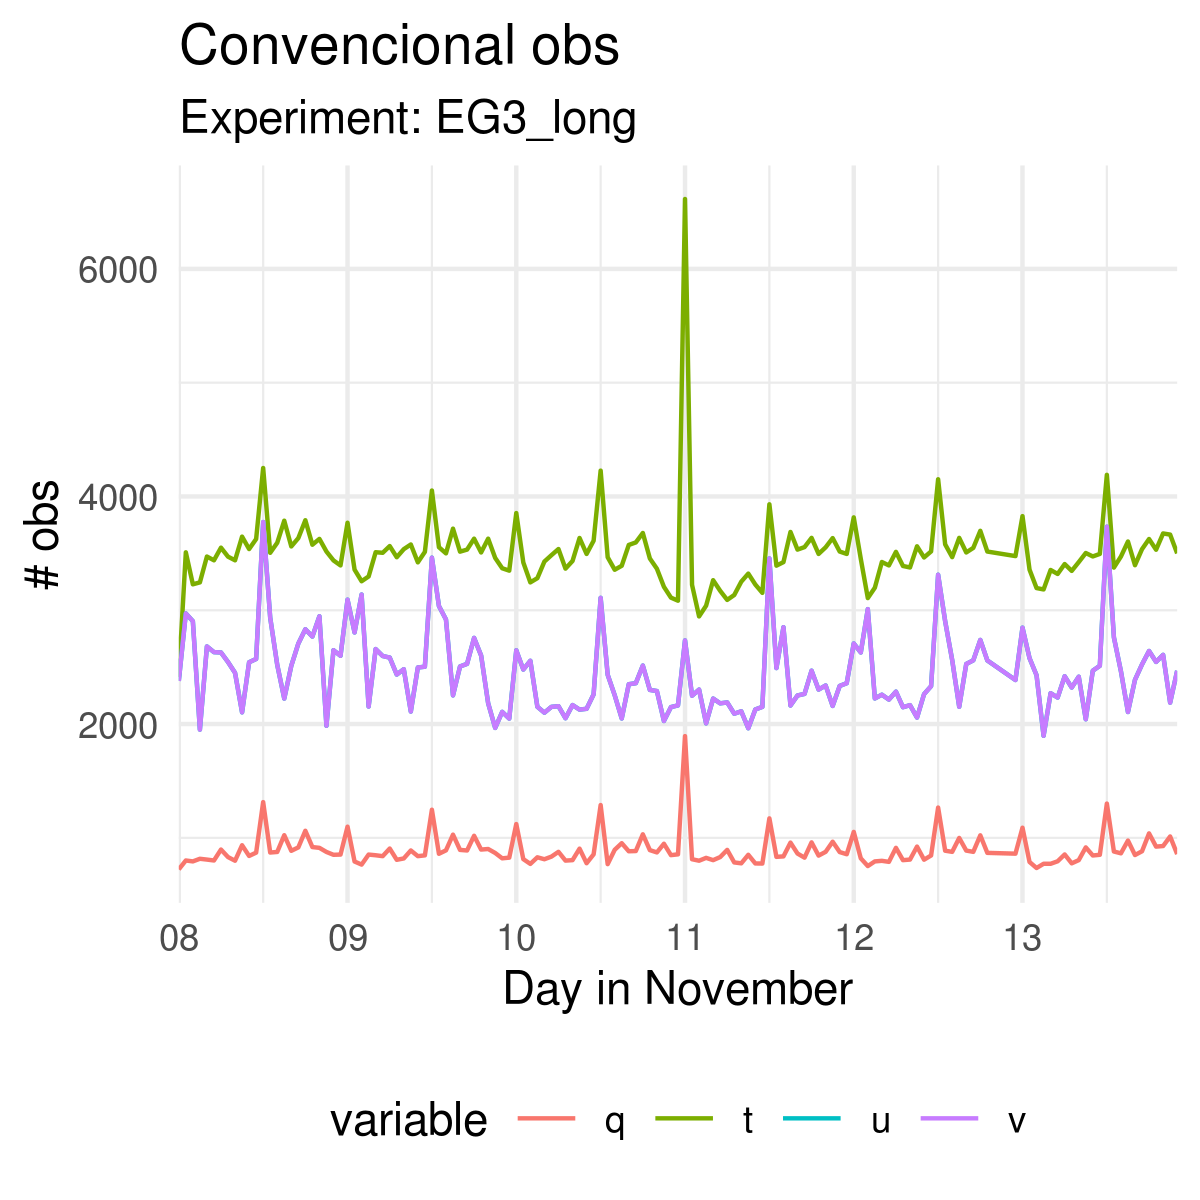 Convencional obs
Experiment: EG3_long
# obs
6000
4000
2000
08 09 10 11 12 13
Day in November
variable q t u v